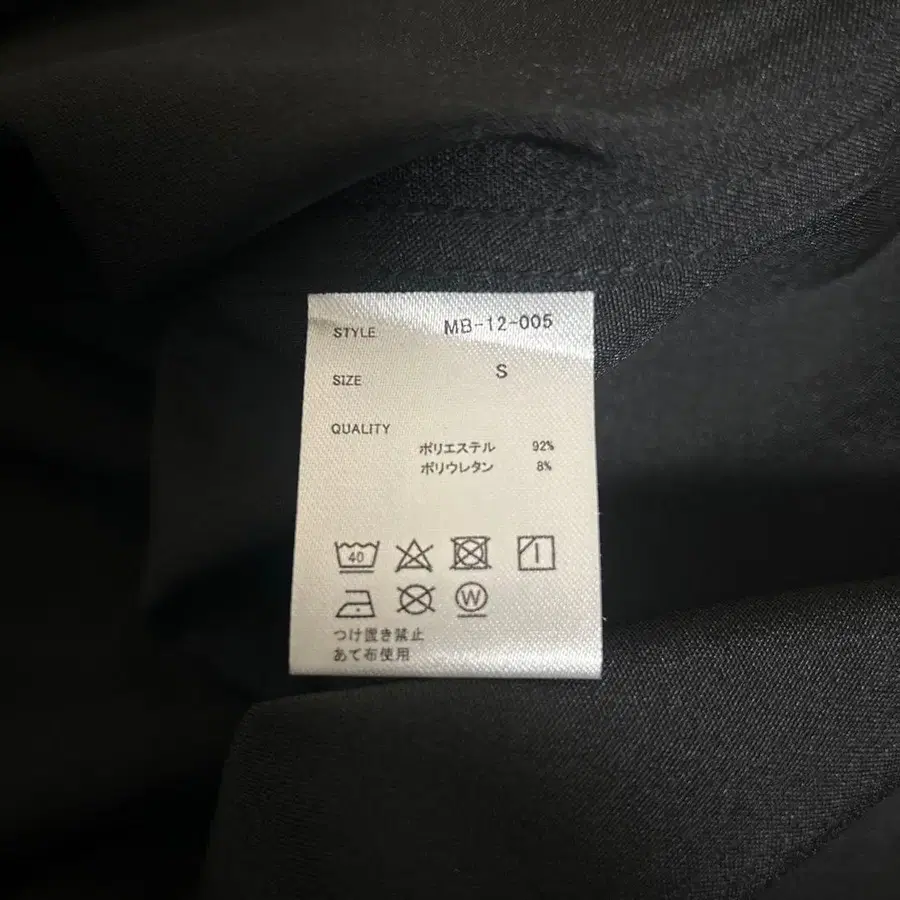 STYLE MB-12-005
SIZE S
QUALITY
ポリエステル 92%
ポリウレタン 8%
40
W
つけ置き禁止
あて布使用